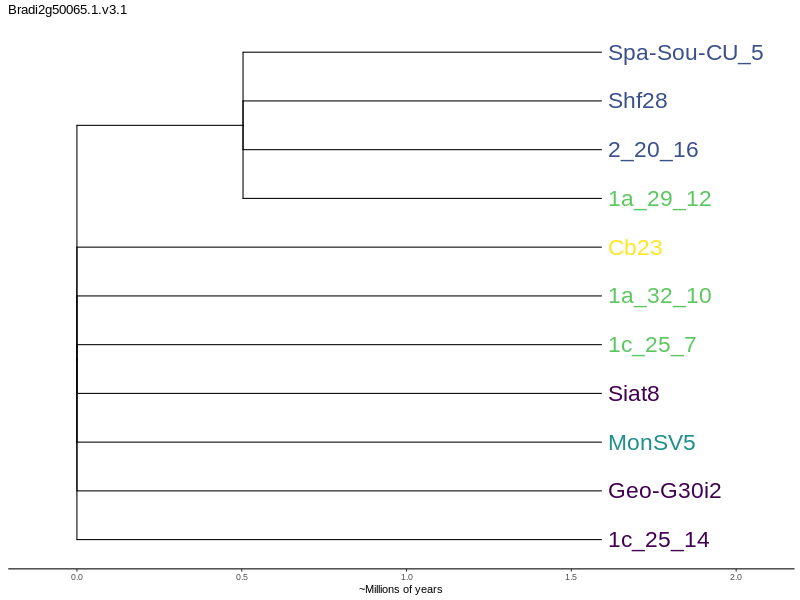 Bradi2g50065.1.v3.1
Spa-Sou-CU_5
Shf28
2_20_16
1a_29_12
Cb23
1a_32_10
1c_25_7
Siat8
MonSV5
Geo-G30i2
1c_25_14
0.0 0.5 1.0 1.5 2.0
~Millions of years